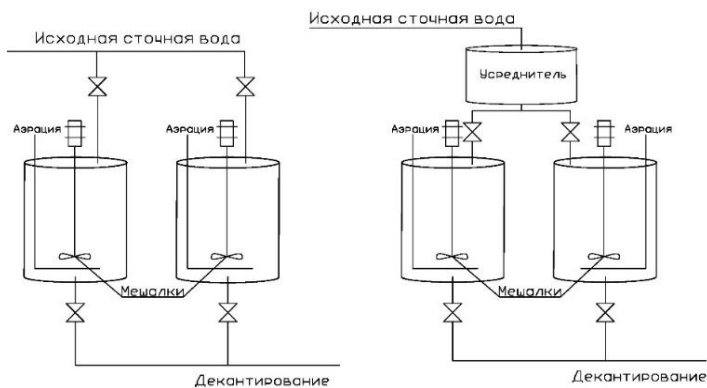 Исходная сточная вода
Аэрация
Аэрация
Мешалки
Декантирование
Исходная сточная вода
Усреднитель
Аэрация
Аэрация
Мешалки
Декантирование